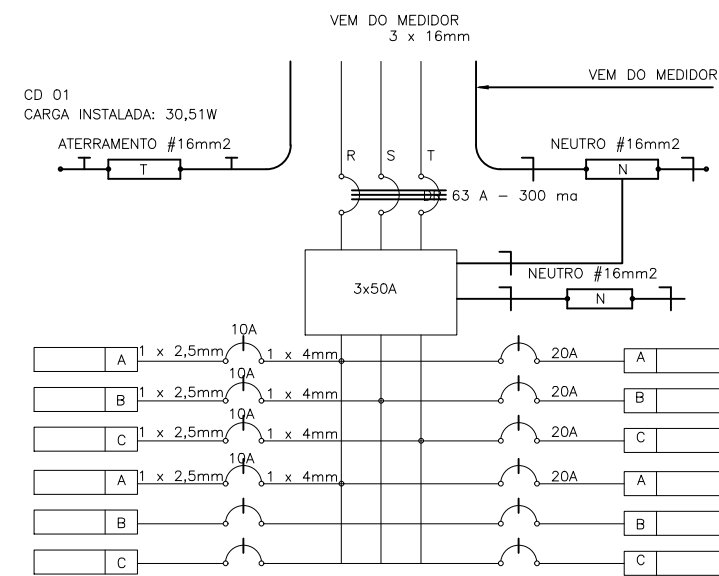 VEM DO MEDIDOR
3 x 16mm
VEM DO MEDIDOR
CD 01
CARGA INSTALADA: 30,51W
ATERRAMENTO #16mm2
NEUTRO #16mm2
R S T
T
N
DR 63 A - 300 ma
3x50A
NEUTRO #16mm2
N
10A
A 1 x 2,5mm 1 x 4mm 20A A
10A
B 1 x 2,5mm 1 x 4mm 20A B
10A
C 1 x 2,5mm 1 x 4mm 20A C
10A
A 1 x 2,5mm 1 x 4mm 20A A
B B
C C